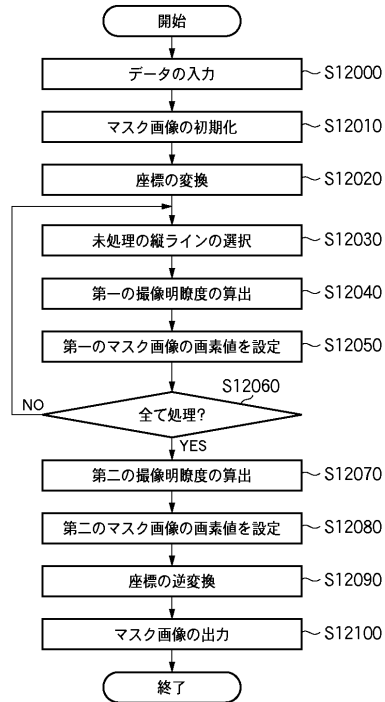 開始
データの入力 S12000
マスク画像の初期化 S12010
座標の変換 S12020
未処理の縦ラインの選択 S12030
第一の撮像明瞭度の算出 S12040
第一のマスク画像の画素値を設定 S12050
S12060
NO 全て処理?
YES
第二の撮像明瞭度の算出 S12070
第二のマスク画像の画素値を設定 S12080
座標の逆変換 S12090
マスク画像の出力 S12100
終了